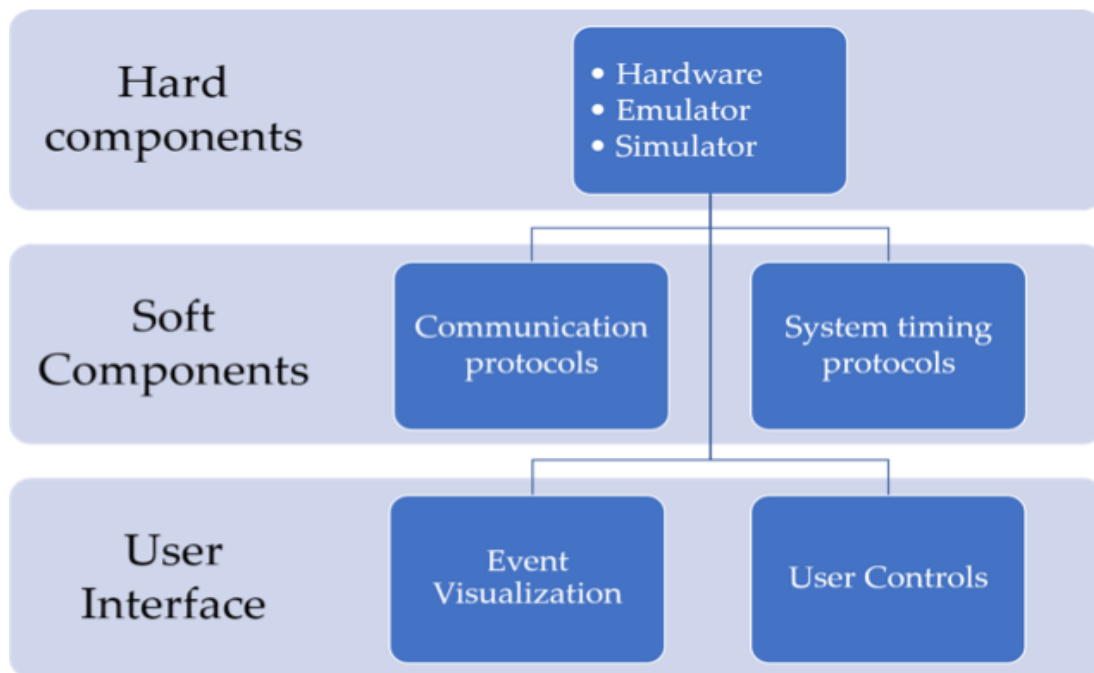 Hard
components
• Hardware
• Emulator
• Simulator
Soft
Components
Communication
protocols
System timing
protocols
User
Interface
Event
Visualization
User Controls